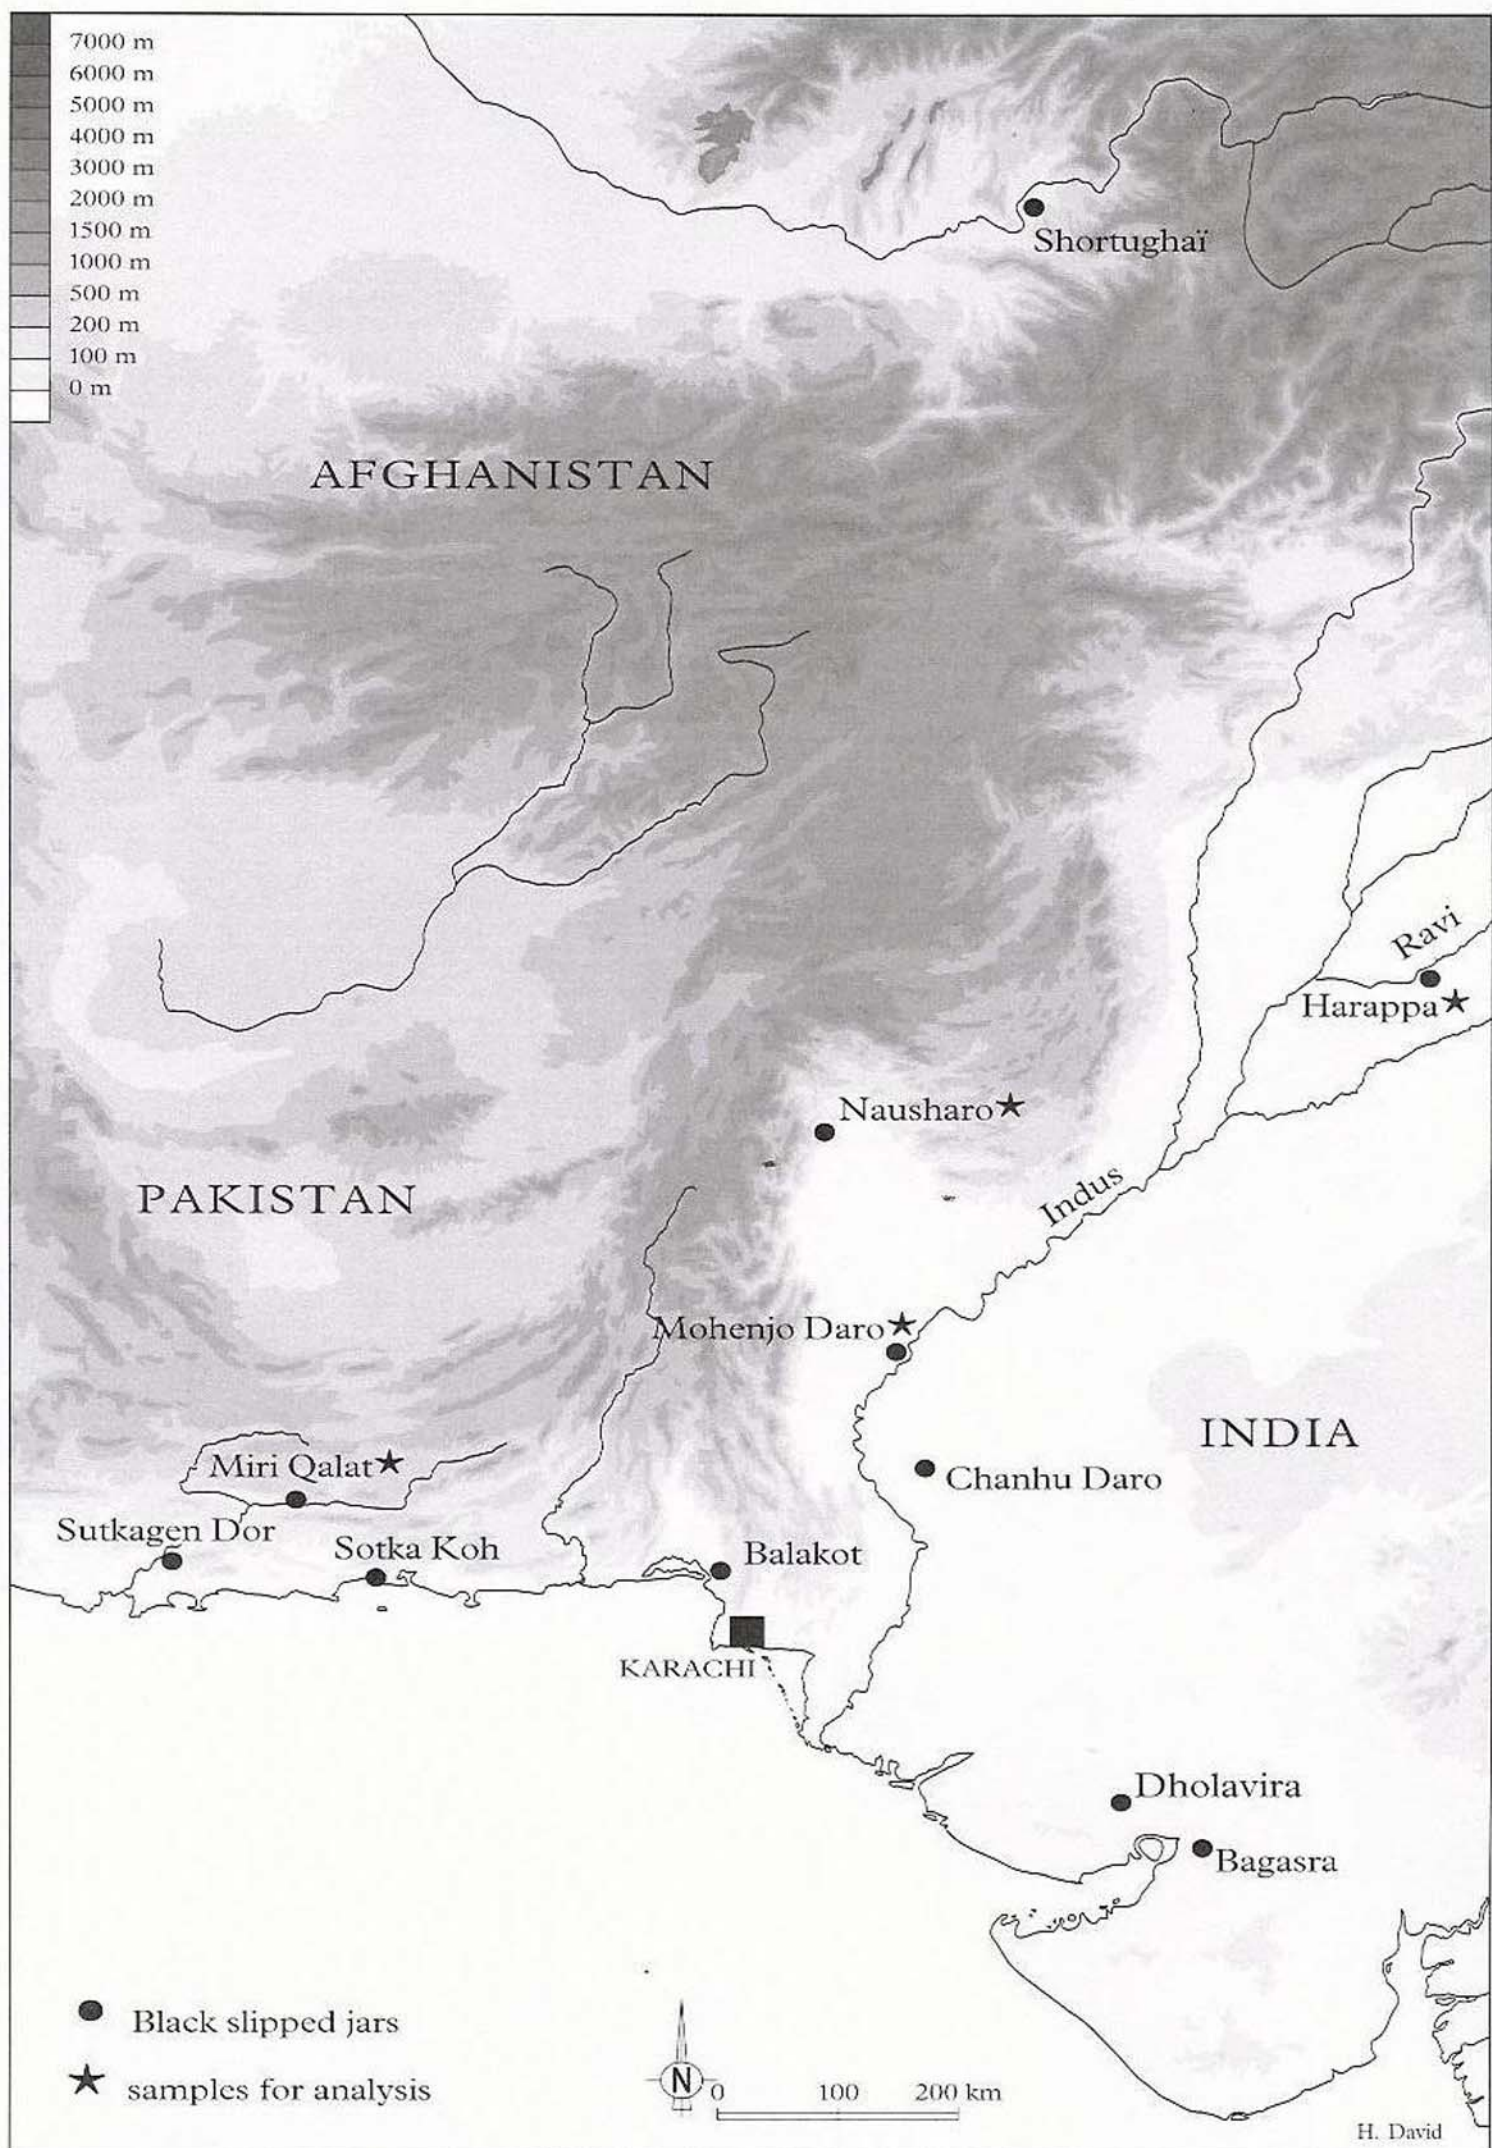 7000 m
6000 m
5000 m
4000 m
3000 m
2000 m
1500 m
1000 m
500 m
200 m
100 m
0 m
Shortughaï
AFGHANISTAN
Ravi
Harappa
Nausharo
PAKISTAN
Indus
Mohenjo Daro
INDIA
Miri Qalat
Chanhu Daro
Sutkagen Dor
Sotka Koh
Balakot
KARACHI
Dholavira
Bagasra
Black slipped jars
samples for analysis
N
0 100 200 km
H. David